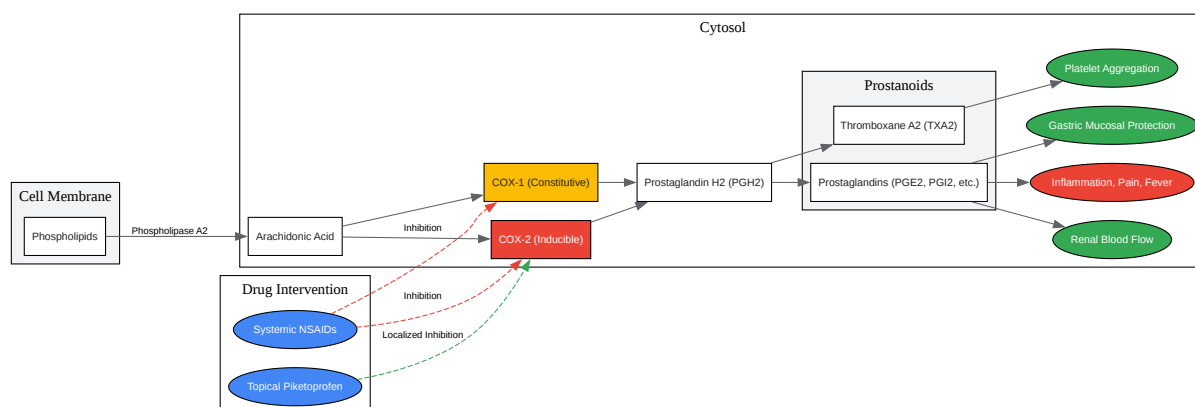 Cytosol
Platelet Aggregation
Prostanoids
Thromboxane A2 (TXA2)
Gastric Mucosal Protection
COX-1 (Constitutive)
Prostaglandin H2 (PGH2)
Prostaglandins (PGE2, PGI2, etc.)
Inflammation, Pain, Fever
Cell Membrane
Phospholipids
Phospholipase A2
Arachidonic Acid
Inhibition
COX-2 (Inducible)
Renal Blood Flow
Drug Intervention
Inhibition
Systemic NSAIDs
Localized Inhibition
Topical Piketoprofen